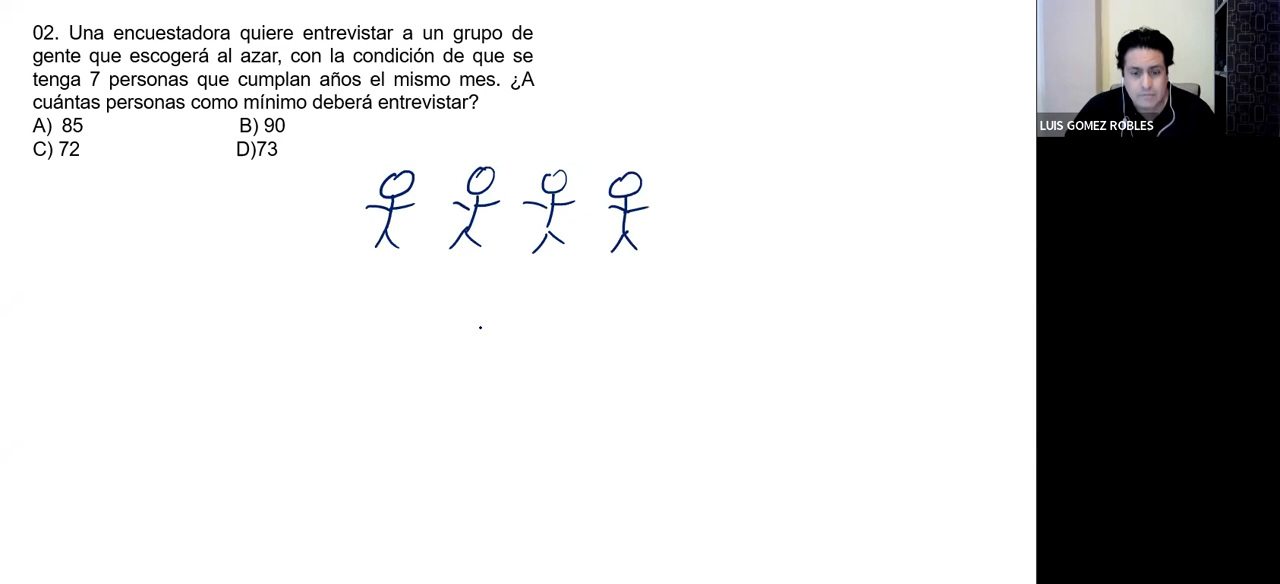 02. Una encuestadora quiere entrevistar a un grupo de
gente que escogerá al azar, con la condición de que se
tenga 7 personas que cumplan años el mismo mes. ¿A
cuántas personas como mínimo deberá entrevistar?
A) 85 B) 90
C) 72 D)73
LUIS GOMEZ ROBLES